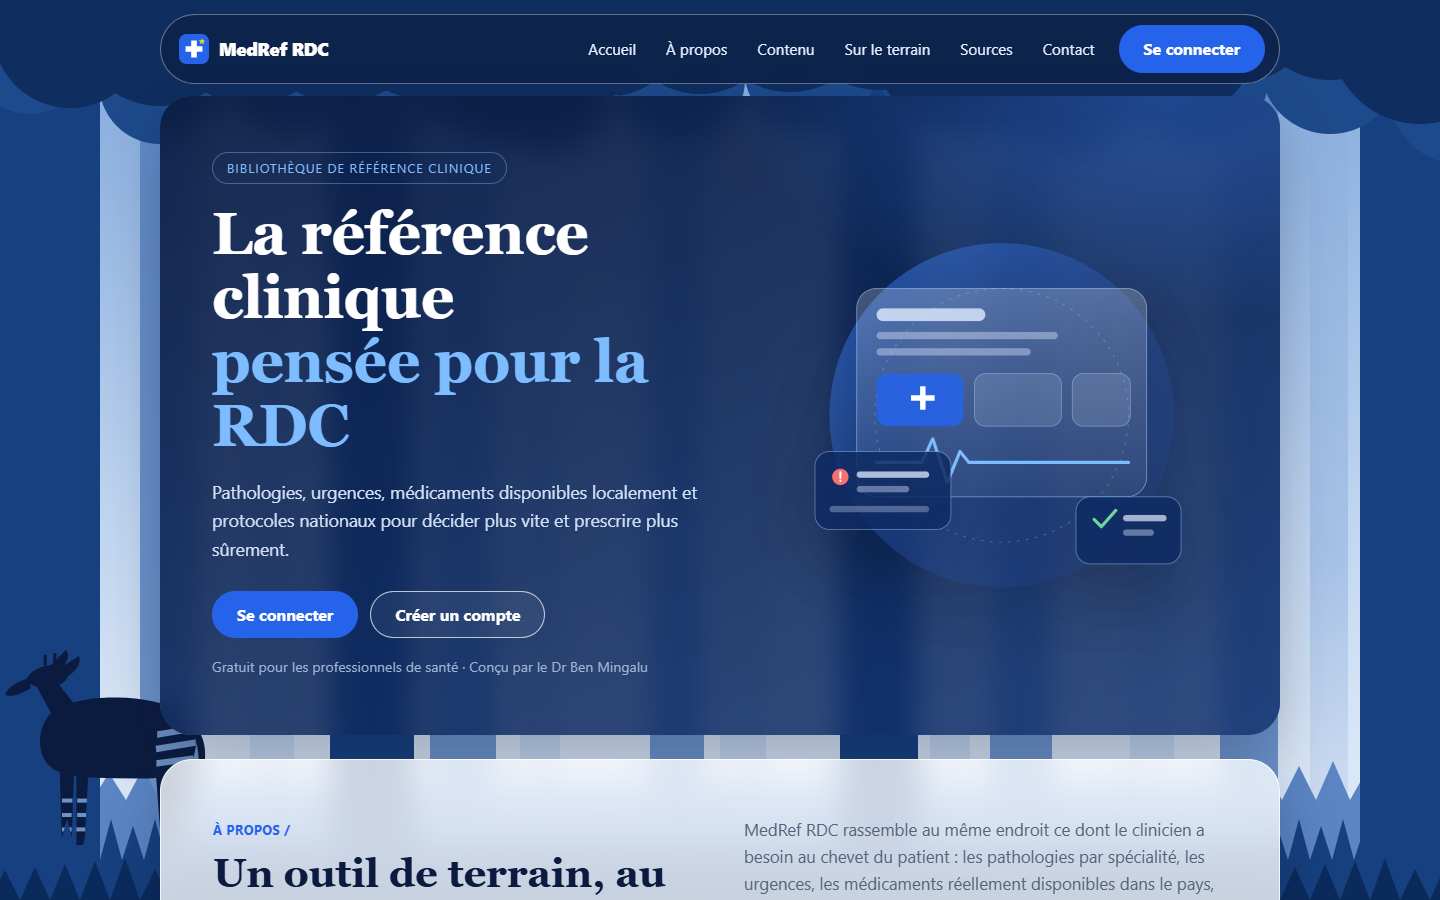 MedRef RDC
Accueil
À propos
Contenu
Sur le terrain
Sources
Contact
Se connecter
BIBLIOTHÈQUE DE RÉFÉRENCE CLINIQUE
La référence
clinique
pensée pour la
RDC
Pathologies, urgences, médicaments disponibles localement et
protocoles nationaux pour décider plus vite et prescrire plus
sûrement.
Se connecter
Créer un compte
Gratuit pour les professionnels de santé · Conçu par le Dr Ben Mingalu
!
À PROPOS /
Un outil de terrain, au
MedRef RDC rassemble au même endroit ce dont le clinicien a
besoin au chevet du patient : les pathologies par spécialité, les
urgences, les médicaments réellement disponibles dans le pays,